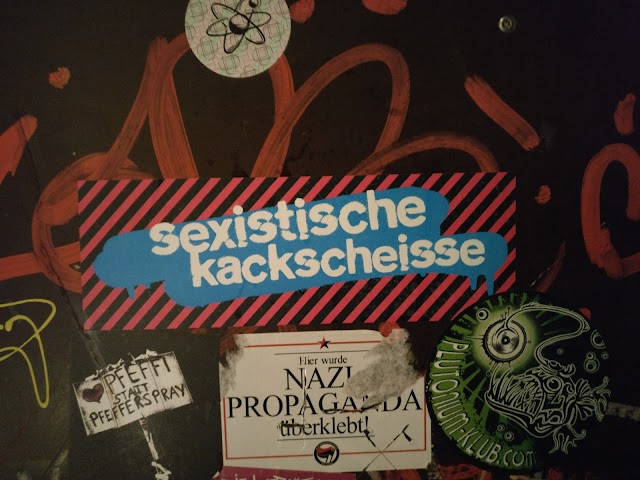 sexistische
kackscheisse
PFEFFI
STATT
PFEFFERSPRAY
Hier wurde
NAZI
PROPAGANDA
überklebt!
PLUTONIUM-KLUB.COM